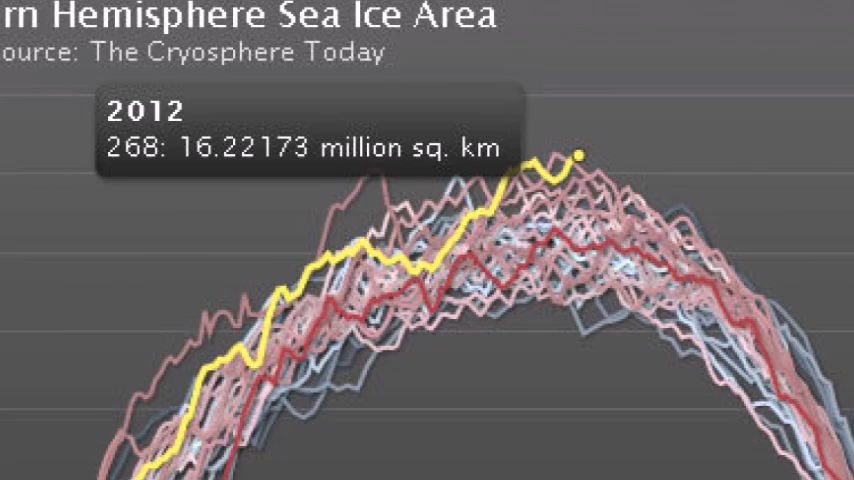 rn Hemisphere Sea Ice Area
ource: The Cryosphere Today
2012
268: 16.22173 million sq. km